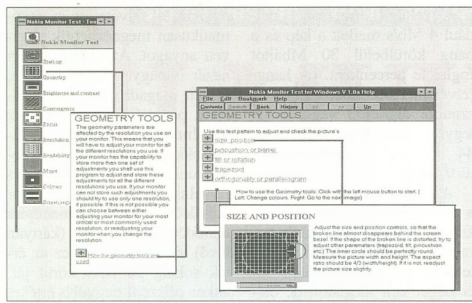 Nokia Monitor Test
Nokia Monitor Test
Startup
Geometry
Brightness and contrast
Convergence
Focus
Resolution
Readability
Moiré
Colours
GEOMETRY TOOLS
The geometry parameters are
affected by the resolution you use on
your monitor. This means that you
will have to adjust your monitor for all
the different resolutions you use. If
your monitor has the capability to
store more than one set of
adjustments you shall use this
program to adjust and store these
adjustments for all the different
resolutions you use. If your monitor
can not store such adjustments you
should try to use only one resolution,
if possible. If this is not possible you
can choose between either
adjusting your monitor for your most
critical or most commonly used
resolution, or readjusting your
monitor when you change the
resolution.
How the geometry tools are
used
Nokia Monitor Test for Windows V 1.0a Help
File Edit Bookmark Help
Contents Search Back History << >> Up
GEOMETRY TOOLS
Use this test pattern to adjust and check the picture's
size, position
tilt or rotation
trapezoid
orthogonality or parallelogram
How to use the Geometry tools: Click with the left mouse button to start. (
Left: Change colours. Right: Go to the next image)
SIZE AND POSITION
Adjust the size and position controls, so that the
broken line almost disappears behind the screen
bezel. If the shape of the broken line is distorted, try to
adjust other parameters (trapezoid, tilt, pincushion
etc.) The inner circle should be perfectly round.
Measure the picture width and height. The aspect
ratio should be 4/3 (width/height). If it is not, readjust
the picture size slightly.